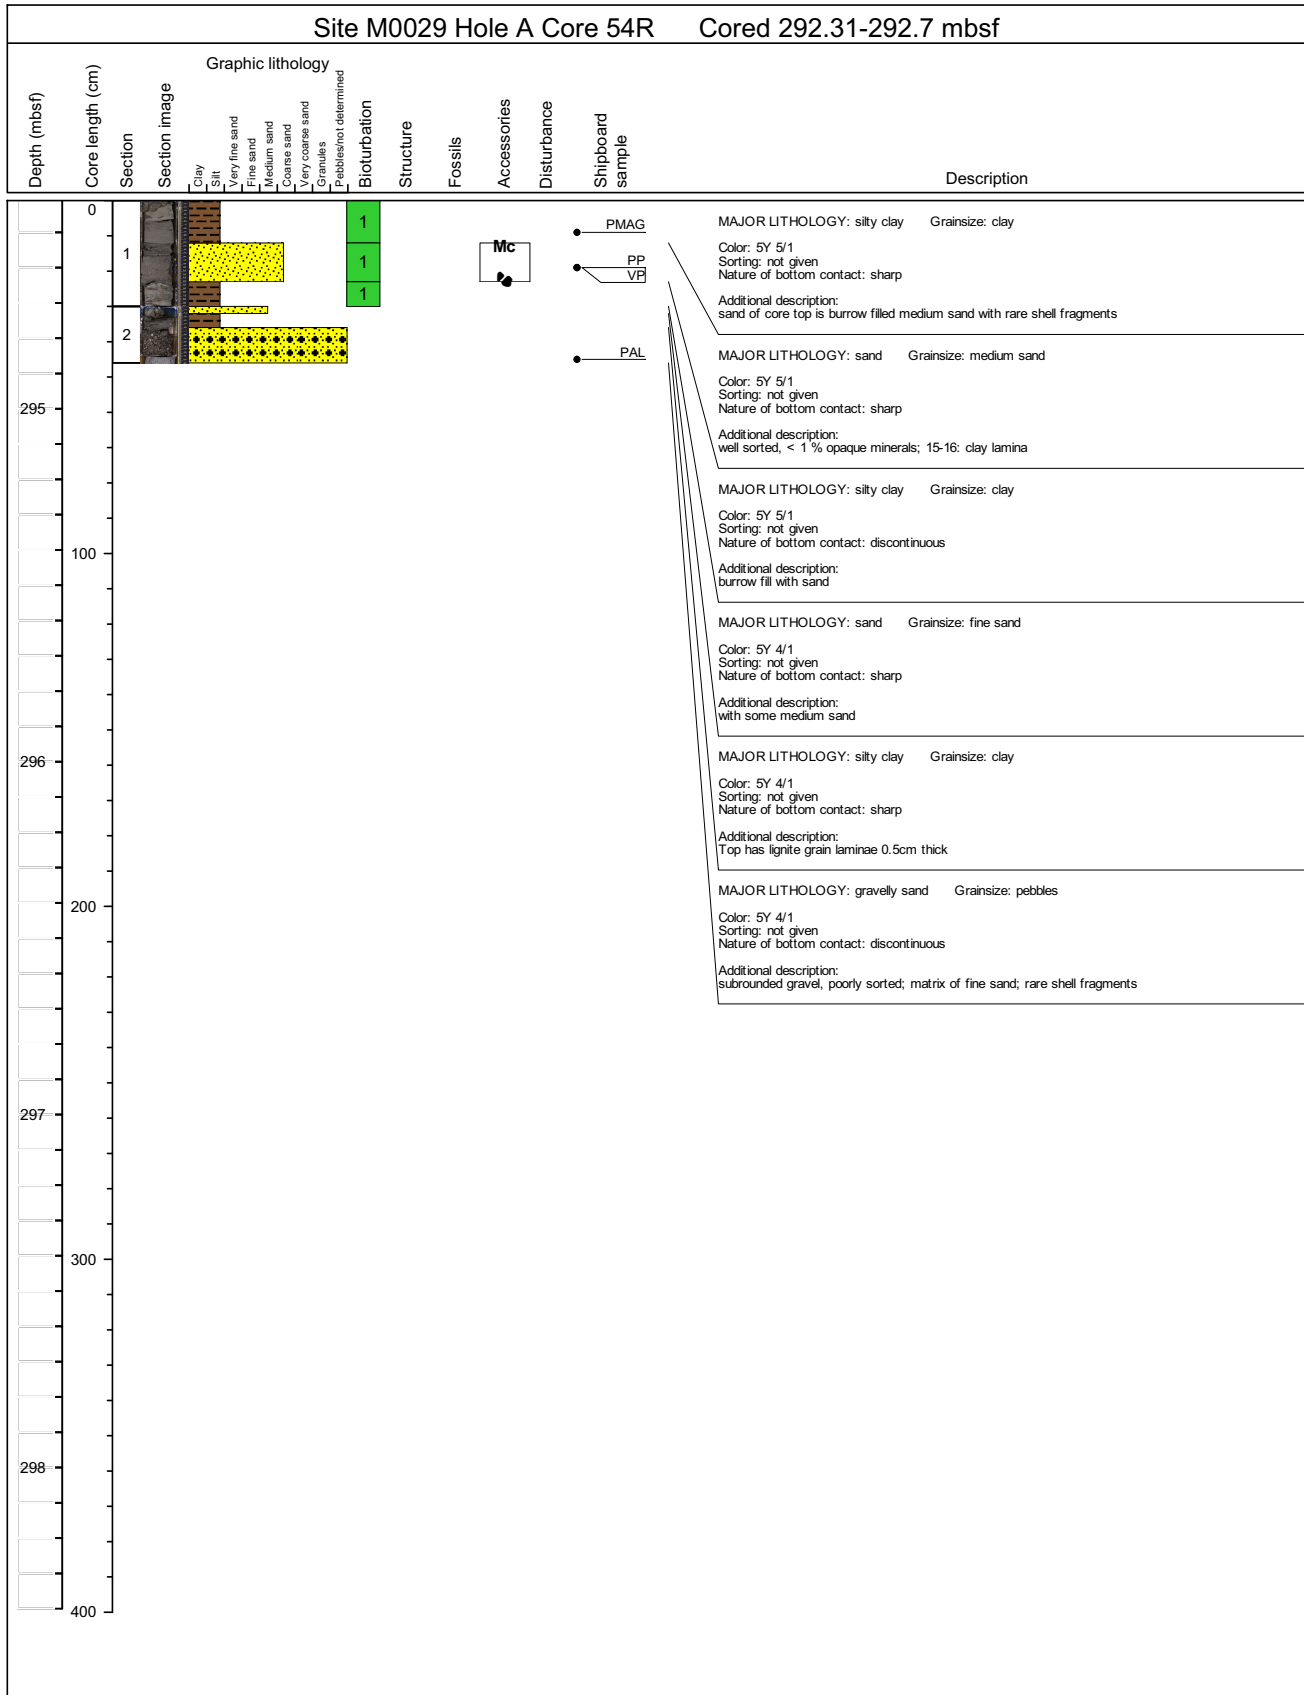 Site M0029 Hole A Core 54R Cored 292.31-292.7 mbsf
Graphic lithology
Depth (mbsf)
Core length (cm)
Section
Section image
Clay
Silt
Very fine sand
Fine sand
Medium sand
Coarse sand
Very coarse sand
Granules
Pebbles/not determined
Bioturbation
Structure
Fossils
Accessories
Disturbance
Shipboard
sample
Description
0
100
200
300
400
295
296
297
298
1
2
1
1
1
Mc
PMAG
PP
VP
PAL
MAJOR LITHOLOGY: silty clay Grainsize: clay
Color: 5Y 5/1
Sorting: not given
Nature of bottom contact: sharp
Additional description:
sand of core top is burrow filled medium sand with rare shell fragments
MAJOR LITHOLOGY: sand Grainsize: medium sand
Color: 5Y 5/1
Sorting: not given
Nature of bottom contact: sharp
Additional description:
well sorted, < 1 % opaque minerals; 15-16: clay lamina
MAJOR LITHOLOGY: silty clay Grainsize: clay
Color: 5Y 5/1
Sorting: not given
Nature of bottom contact: discontinuous
Additional description:
burrow fill with sand
MAJOR LITHOLOGY: sand Grainsize: fine sand
Color: 5Y 4/1
Sorting: not given
Nature of bottom contact: sharp
Additional description:
with some medium sand
MAJOR LITHOLOGY: silty clay Grainsize: clay
Color: 5Y 4/1
Sorting: not given
Nature of bottom contact: sharp
Additional description:
Top has lignite grain laminae 0.5cm thick
MAJOR LITHOLOGY: gravelly sand Grainsize: pebbles
Color: 5Y 4/1
Sorting: not given
Nature of bottom contact: discontinuous
Additional description:
subrounded gravel, poorly sorted; matrix of fine sand; rare shell fragments